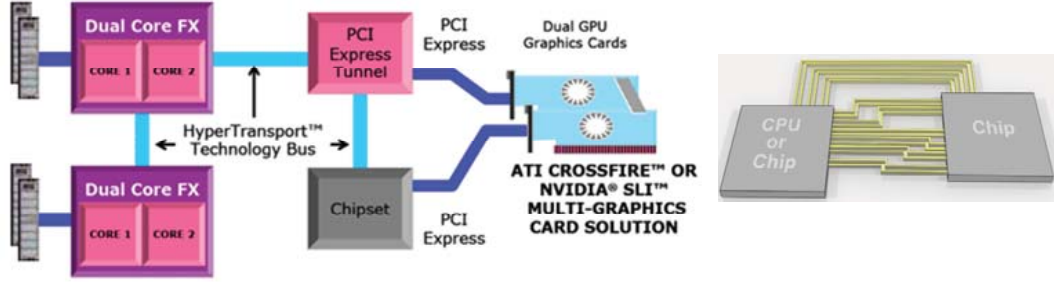 Dual Core FX
CORE 1
CORE 2
PCI
Express
Tunnel
PCI
Express
Dual GPU
Graphics Cards
HyperTransport™
Technology Bus
Dual Core FX
CORE 1
CORE 2
Chipset
PCI
Express
ATI CROSSFIRE™ OR
NVIDIA® SLI™
MULTI-GRAPHICS
CARD SOLUTION
CPU
or
Chip
Chip